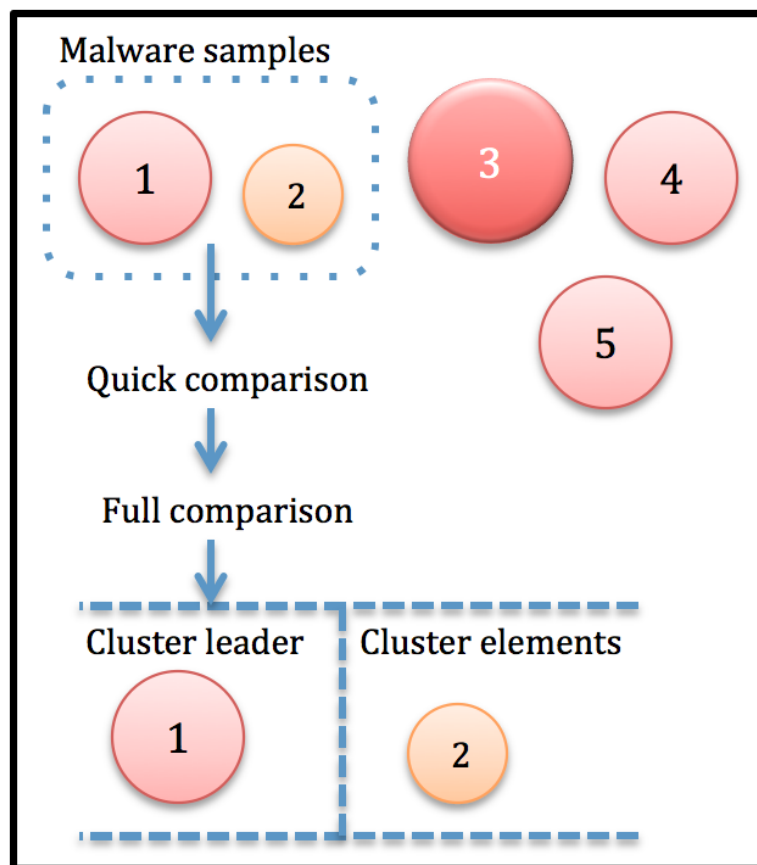 Malware samples
1
2
3
4
5
Quick comparison
Full comparison
Cluster leader
Cluster elements
1
2